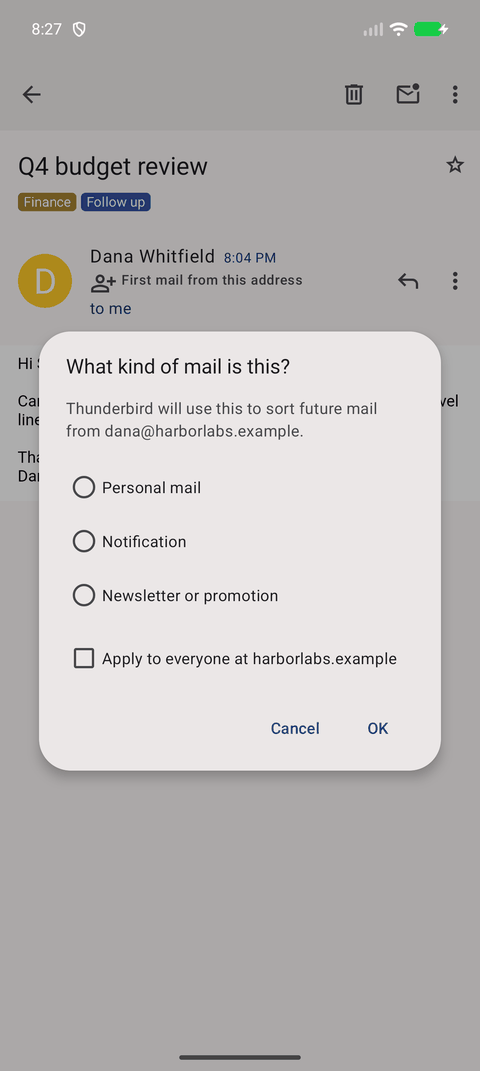 8:27
Q4 budget review
Finance Follow up
D
Dana Whitfield 8:04 PM
First mail from this address
to me
Hi
What kind of mail is this?
Thunderbird will use this to sort future mail
from dana@harborlabs.example.
Personal mail
Notification
Newsletter or promotion
Apply to everyone at harborlabs.example
Cancel OK